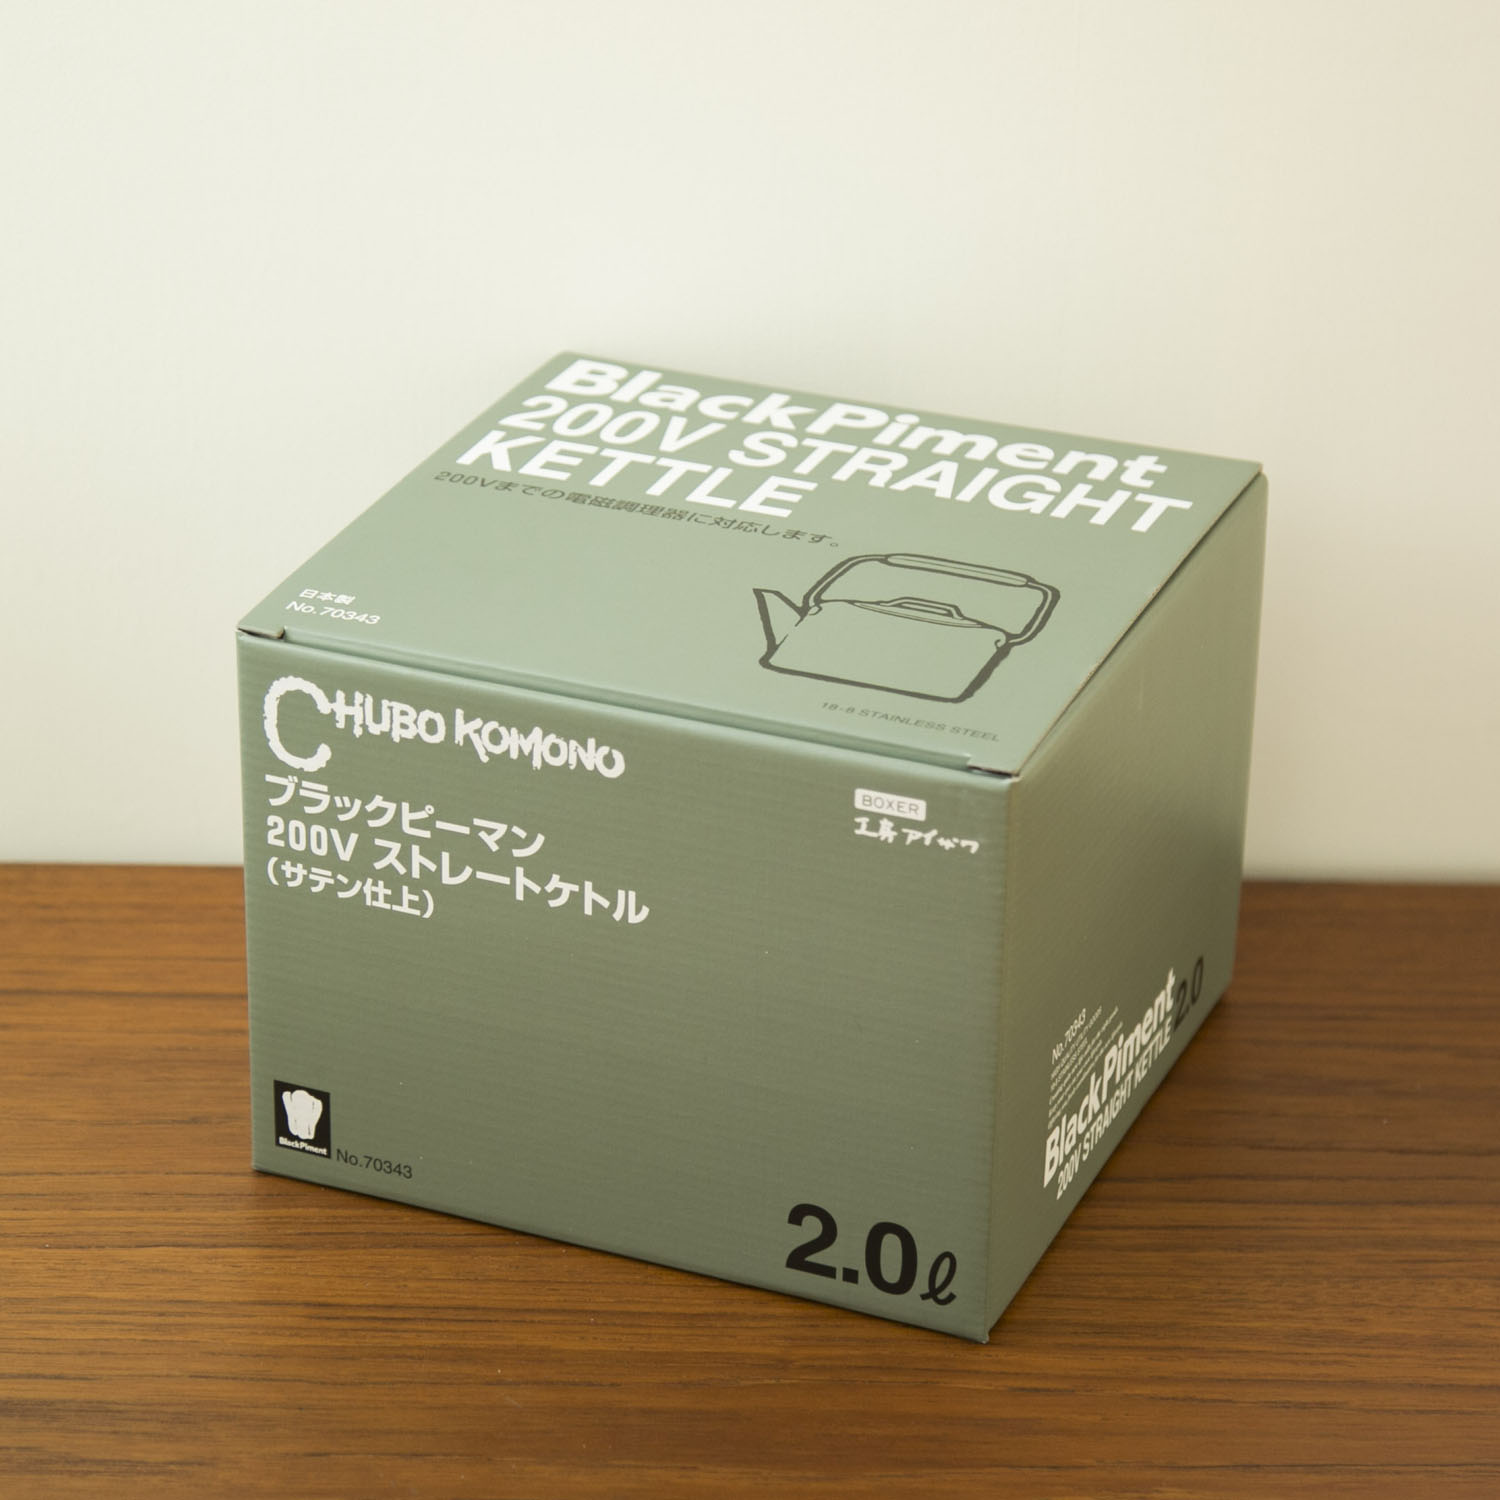 BlackPiment
200V STRAIGHT
KETTLE
200Vまでの電磁調理器に対応します。
日本製
No.70343
18-8 STAINLESS STEEL
CHUBO KOMONO
ブラックピーマン
200V ストレートケトル
(サテン仕上)
BOXER
工房アイザワ
BlackPiment
No.70343
2.0ℓ
No.70343
BlackPiment
200V STRAIGHT KETTLE
2.0